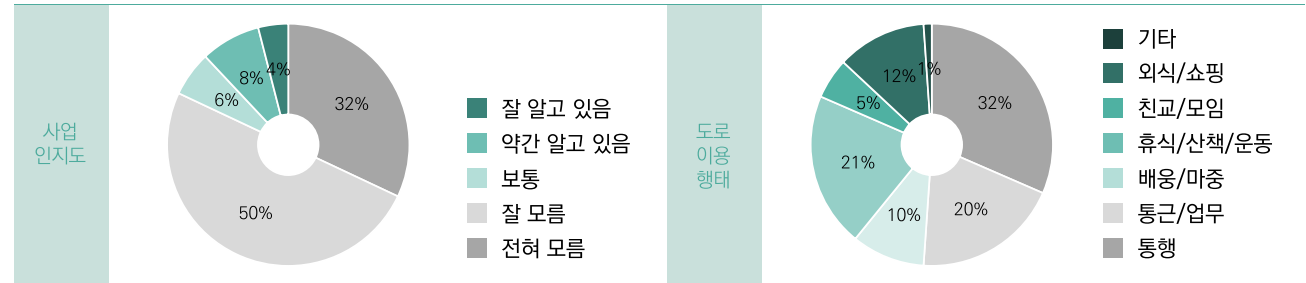 사업
인지도
4%
8%
6%
32%
50%
잘 알고 있음
약간 알고 있음
보통
잘 모름
전혀 모름
도로
이용
행태
1%
12%
5%
32%
21%
10%
20%
기타
외식/쇼핑
친교/모임
휴식/산책/운동
배웅/마중
통근/업무
통행